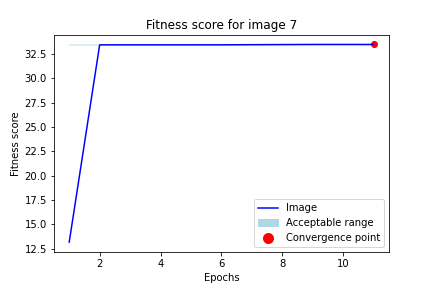 Fitness score for image 7
Fitness score
32.5
30.0
27.5
25.0
22.5
20.0
17.5
15.0
12.5
2
4
6
8
10
Epochs
Image
Acceptable range
Convergence point